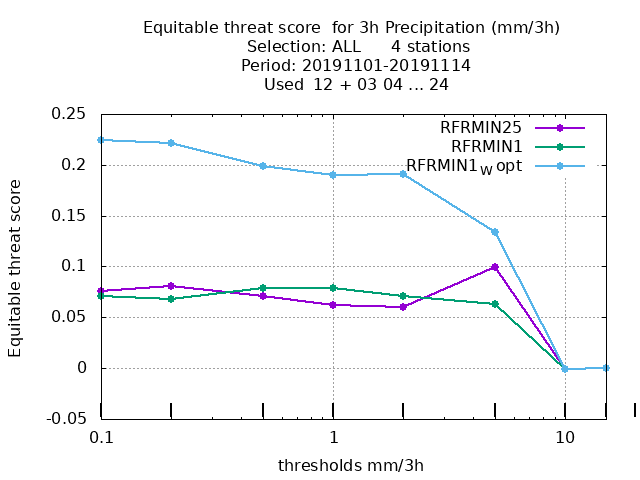 Equitable threat score  for 3h Precipitation (mm/3h)
Selection: ALL      4 stations
Period: 20191101-20191114
Used  12 + 03 04 ... 24
0.25
0.2
0.15
0.1
0.05
0
-0.05
Equitable threat score
RFRMIN25
RFRMIN1
RFRMIN1w opt
0.1
1
10
thresholds mm/3h